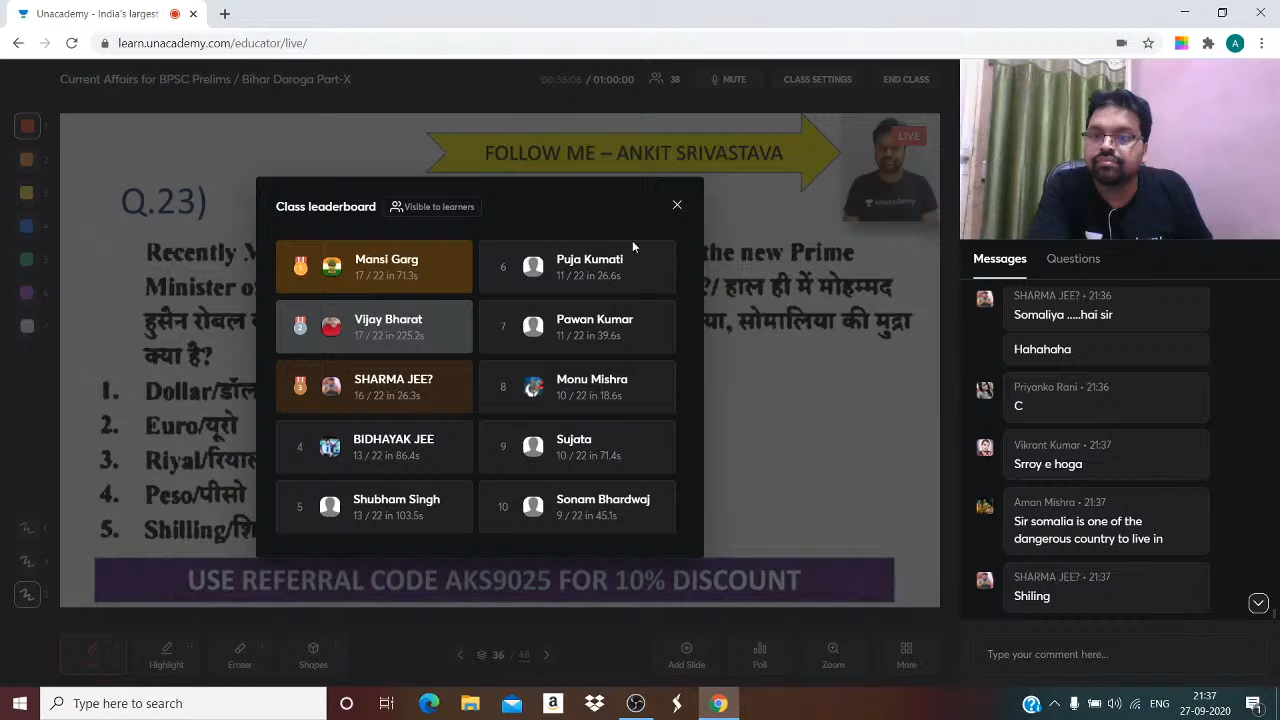 Unacademy - India's largest
learn.unacademy.com/educator/live/
A
Current Affairs for BPSC Prelims / Bihar Daroga Part-X
00:36:06 / 01:00:00
38
MUTE
CLASS SETTINGS
END CLASS
LIVE
FOLLOW ME – ANKIT SRIVASTAVA
unacademy
Q.23)
Recently
the new Prime
Minister
?/ हाल ही में मोहम्मद
हुसैन रोबल
सोमालिया की मुद्रा
क्या है?
1. Dollar/
2. Euro/यूरो
3. Riyal/
4. Peso/पीसो
5. Shilling/
USE REFERRAL CODE AKS9025 FOR 10% DISCOUNT
Class leaderboard
Visible to learners
Mansi Garg
17 / 22 in 71.3s
Vijay Bharat
17 / 22 in 225.2s
SHARMA JEE?
16 / 22 in 26.3s
4 BIDHAYAK JEE
13 / 22 in 86.4s
5 Shubham Singh
13 / 22 in 103.5s
6 Puja Kumati
11 / 22 in 26.6s
7 Pawan Kumar
11 / 22 in 39.6s
8 Monu Mishra
10 / 22 in 18.6s
9 Sujata
10 / 22 in 71.4s
10 Sonam Bhardwaj
9 / 22 in 45.1s
Messages
Questions
SHARMA JEE? · 21:36
Somaliya .....hai sir
Hahahaha
Priyanka Rani · 21:36
C
Vikrant Kumar · 21:37
Srroy e hoga
Aman Mishra · 21:37
Sir somalia is one of the
dangerous country to live in
SHARMA JEE? · 21:37
Shiling
Type your comment here...
Highlight
Eraser
Shapes
36 / 48
Add Slide
Poll
Zoom
More
Type here to search
ENG
21:37
27-09-2020